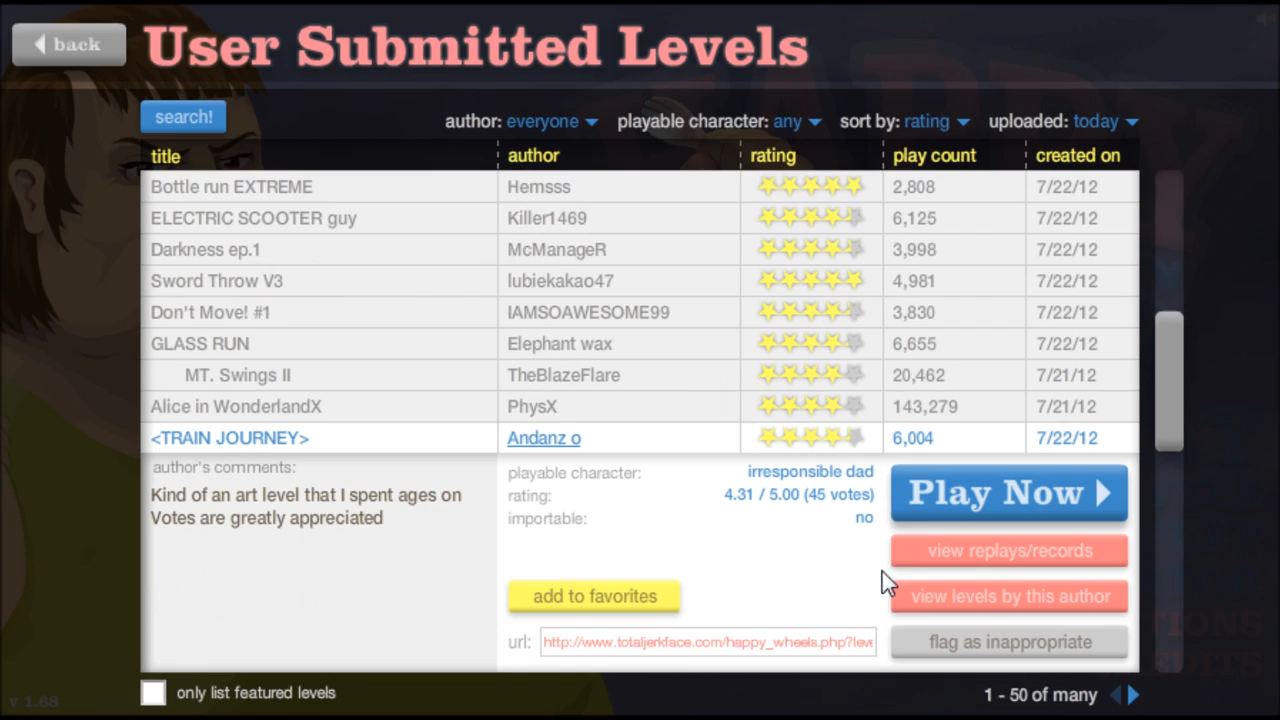 back
User Submitted Levels
search!
author: everyone playable character: any sort by: rating uploaded: today
title author rating play count created on
Bottle run EXTREME Hemsss 2,808 7/22/12
ELECTRIC SCOOTER guy Killer1469 6,125 7/22/12
Darkness ep.1 McManageR 3,998 7/22/12
Sword Throw V3 lubiekakao47 4,981 7/22/12
Don't Move! #1 IAMSOAWESOME99 3,830 7/22/12
GLASS RUN Elephant wax 6,655 7/22/12
MT. Swings II TheBlazeFlare 20,462 7/21/12
Alice in WonderlandX PhysX 143,279 7/21/12
<TRAIN JOURNEY> Andanz o 6,004 7/22/12
author's comments:
Kind of an art level that I spent ages on
Votes are greatly appreciated
playable character: irresponsible dad
rating: 4.31 / 5.00 (45 votes)
importable: no
Play Now
view replays/records
view levels by this author
flag as inappropriate
add to favorites
url: http://www.totaljerkface.com/happy_wheels.php?leve
only list featured levels
1 - 50 of many
v 1.68